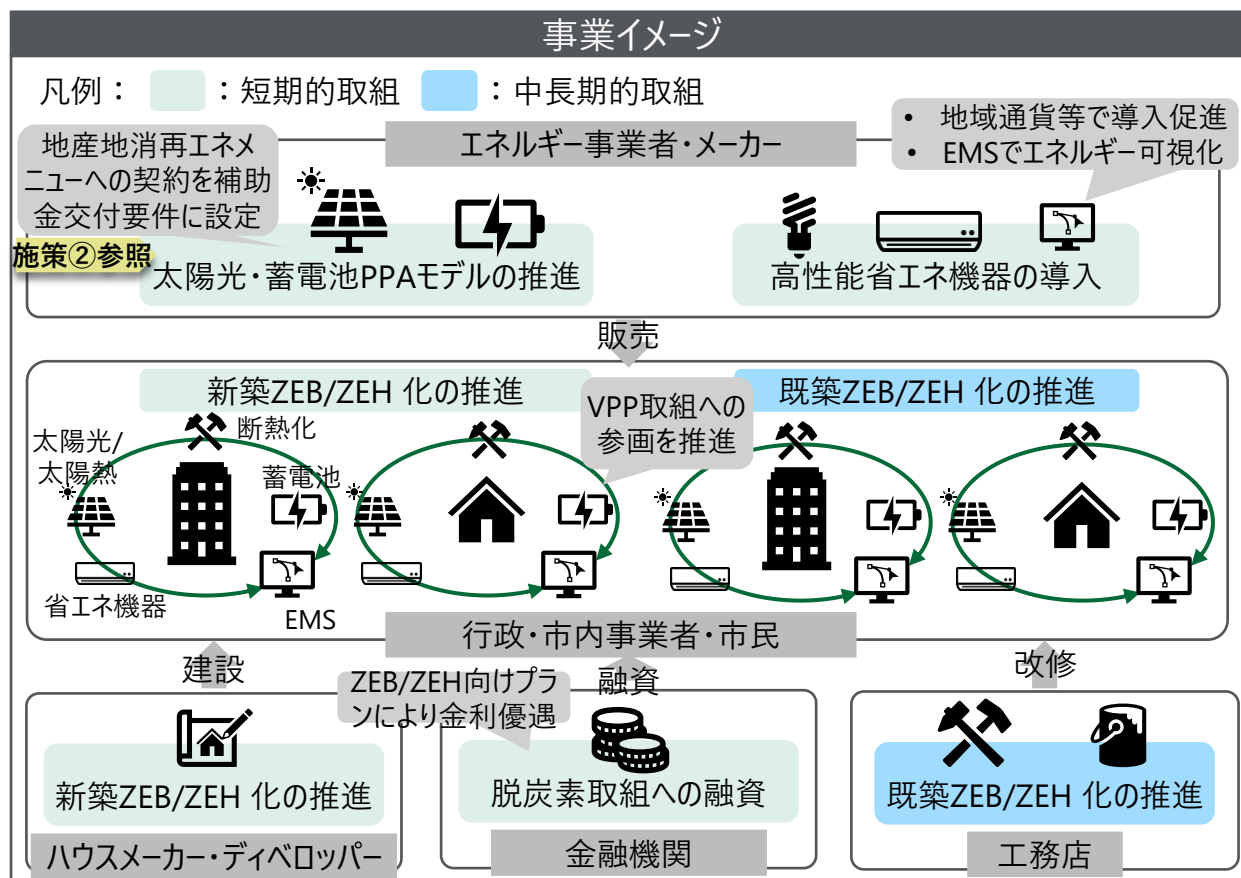 事業イメージ
凡例：　：短期的取組　：中長期的取組
地産地消再エネメ
ニューへの契約を補助
金交付要件に設定
施策②参照
エネルギー事業者・メーカー
• 地域通貨等で導入促進
• EMSでエネルギー可視化
太陽光・蓄電池PPAモデルの推進
高性能省エネ機器の導入
販売
新築ZEB/ZEH 化の推進
既築ZEB/ZEH 化の推進
VPP取組への
参画を推進
太陽光/
太陽熱
断熱化
蓄電池
省エネ機器
EMS
行政・市内事業者・市民
建設
融資
改修
ZEB/ZEH向けプラ
ンにより金利優遇
新築ZEB/ZEH 化の推進
脱炭素取組への融資
既築ZEB/ZEH 化の推進
ハウスメーカー・ディベロッパー
金融機関
工務店